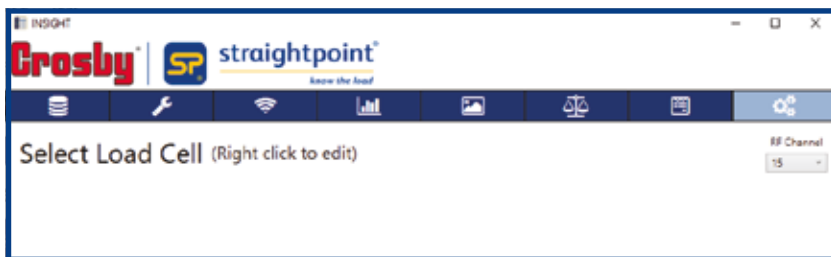 INSIGHT
Crosby SP straightpoint®
know the load
Select Load Cell (Right click to edit)
RF Channel
15